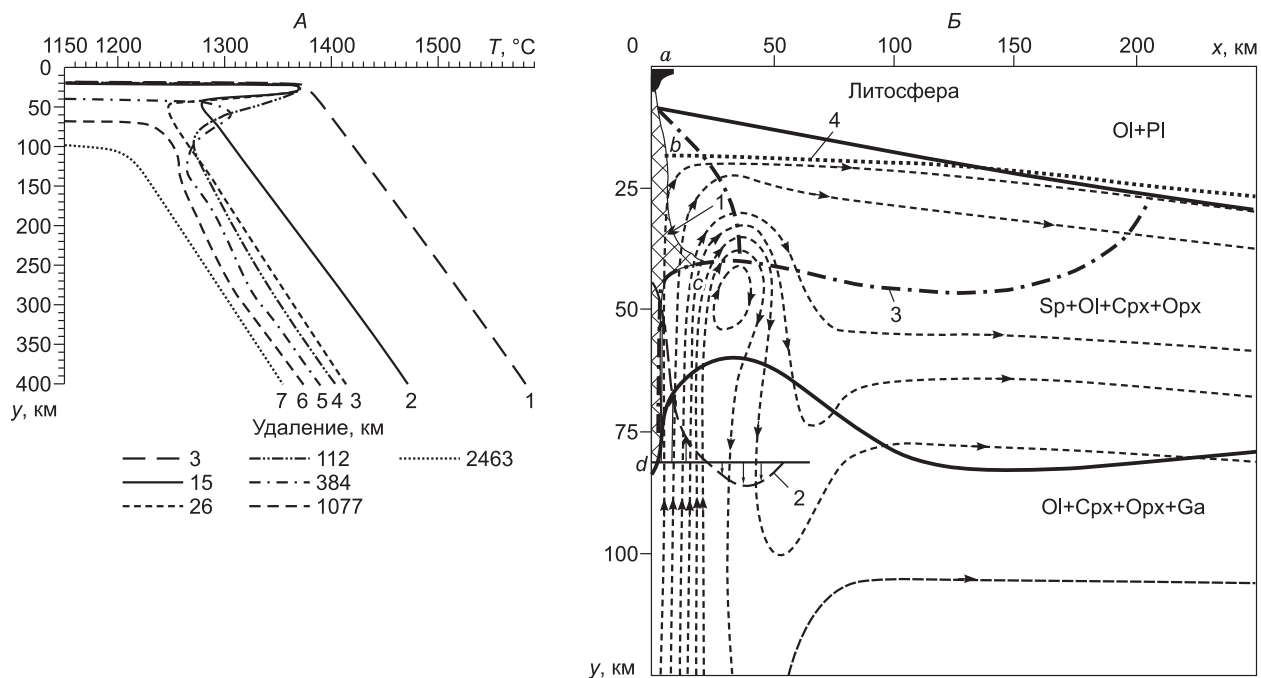 А
1150 1200 1300 1400 1500 T, °C
0
50
100
150
200
250
300
350
400
y, км
7 6 5 4 3 2 1
Удаление, км
3 112 2463
15 384
26 1077
Б
0 50 100 150 200 x, км
a
Литосфера
4
Ol+Pl
b
25
1
c
3
Sp+Ol+Cpx+Opx
50
75
d
2
Ol+Cpx+Opx+Ga
100
y, км